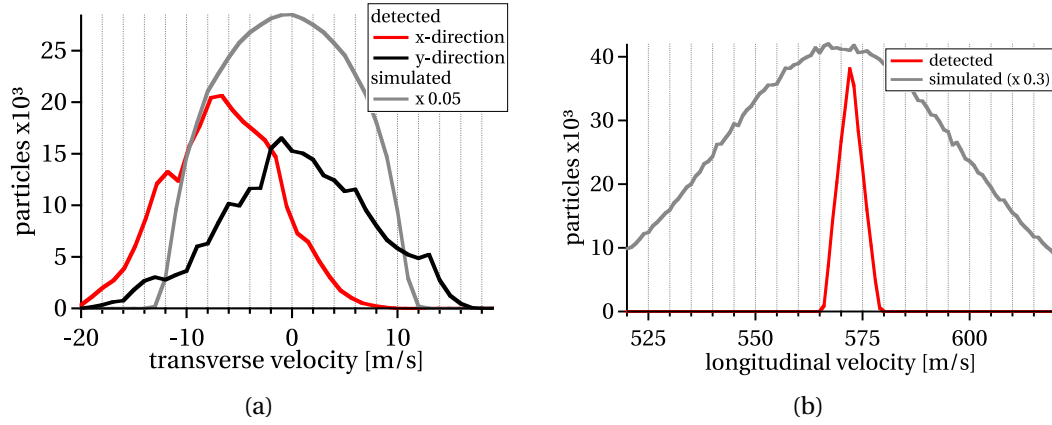 detected
x-direction
y-direction
simulated
x 0.05
25
20
15
10
5
0
particles x10³
-20
-10
0
10
transverse velocity [m/s]
(a)
detected
simulated (x 0.3)
40
30
20
10
0
particles x10³
525
550
575
600
longitudinal velocity [m/s]
(b)